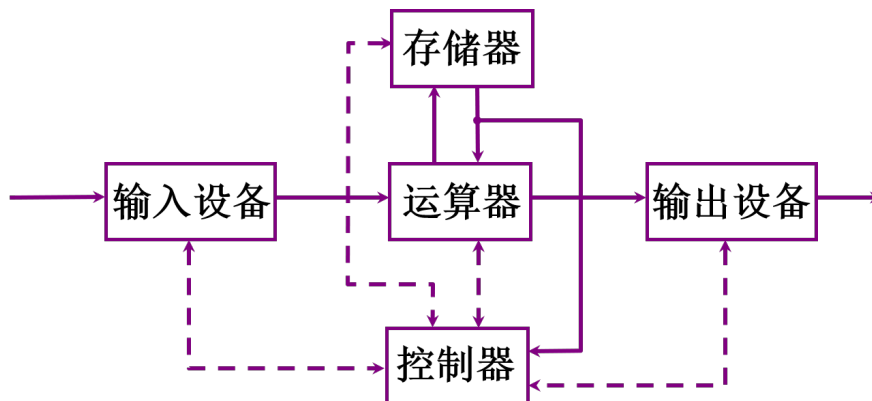 存储器
输入设备
运算器
输出设备
控制器